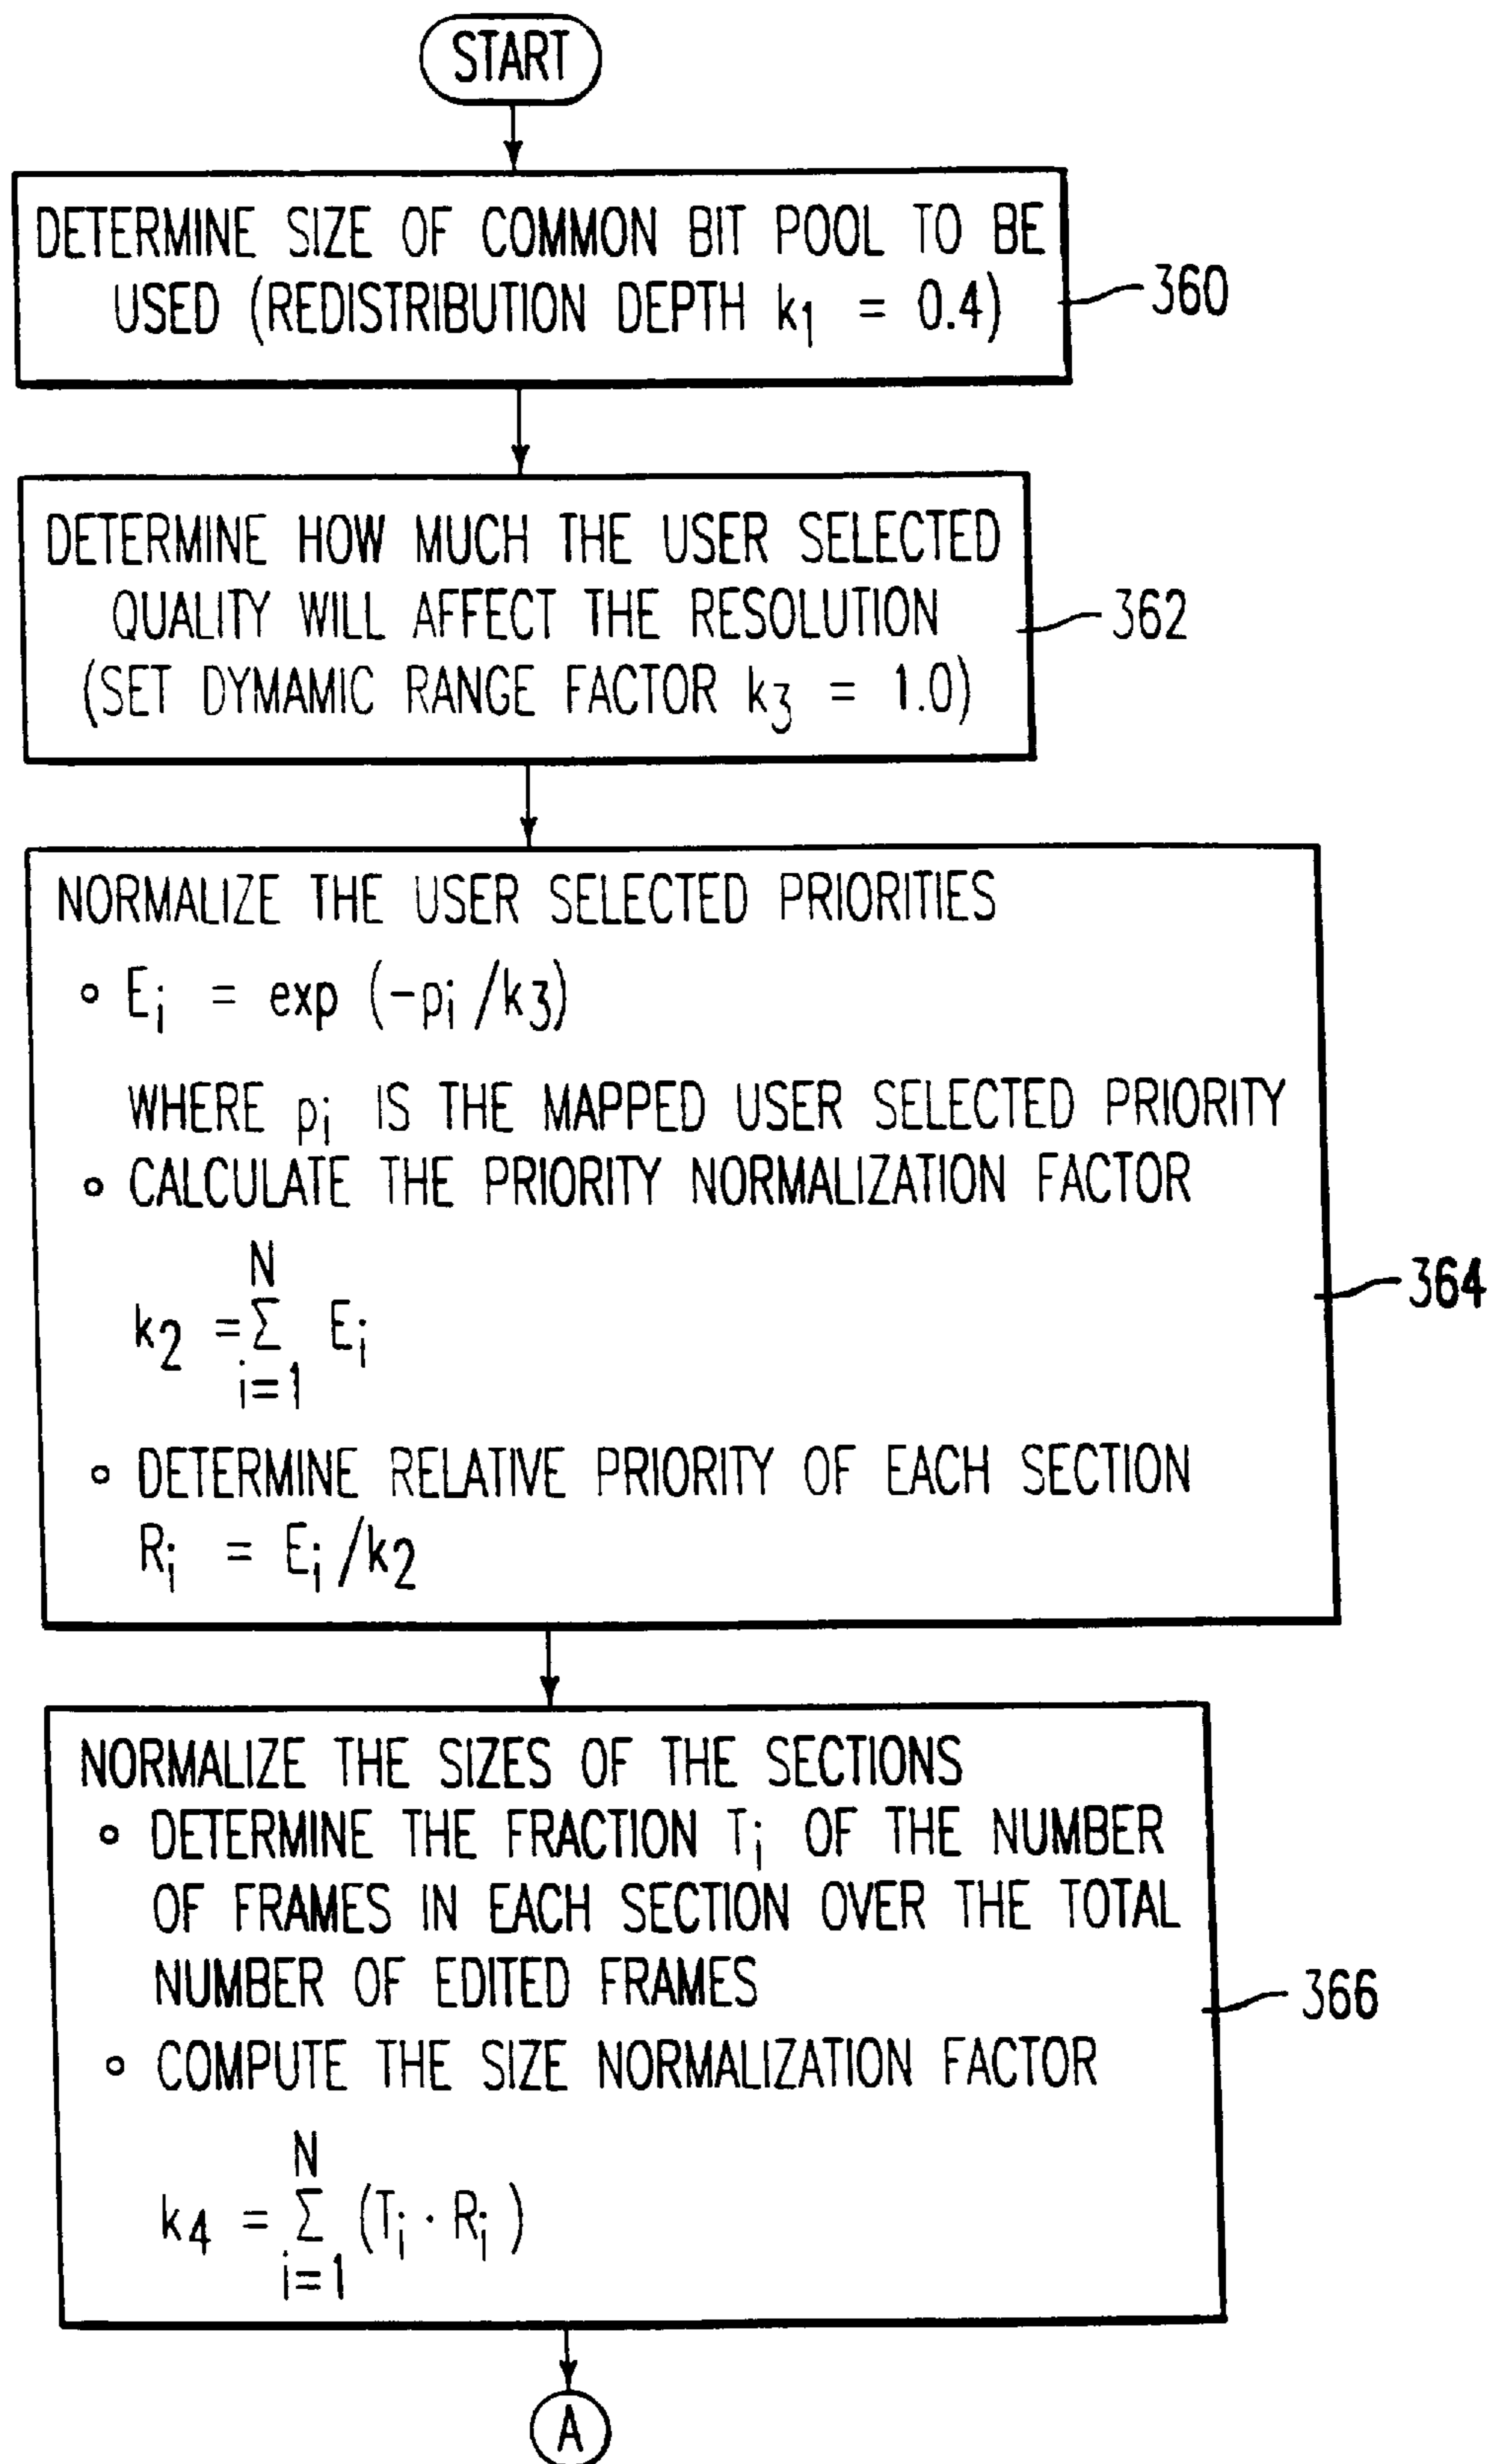 START
DETERMINE SIZE OF COMMON BIT POOL TO BE
USED (REDISTRIBUTION DEPTH k1 = 0.4)
360
DETERMINE HOW MUCH THE USER SELECTED
QUALITY WILL AFFECT THE RESOLUTION
(SET DYMAMIC RANGE FACTOR k3 = 1.0)
362
NORMALIZE THE USER SELECTED PRIORITIES
∘ Ei = exp (-pi/k3)
WHERE pi IS THE MAPPED USER SELECTED PRIORITY
∘ CALCULATE THE PRIORITY NORMALIZATION FACTOR
N
k2 = Σ Ei
i=1
364
∘ DETERMINE RELATIVE PRIORITY OF EACH SECTION
Ri = Ei/k2
NORMALIZE THE SIZES OF THE SECTIONS
∘ DETERMINE THE FRACTION Ti OF THE NUMBER
OF FRAMES IN EACH SECTION OVER THE TOTAL
NUMBER OF EDITED FRAMES
366
∘ COMPUTE THE SIZE NORMALIZATION FACTOR
N
k4 = Σ (Ti · Ri)
i=1
A